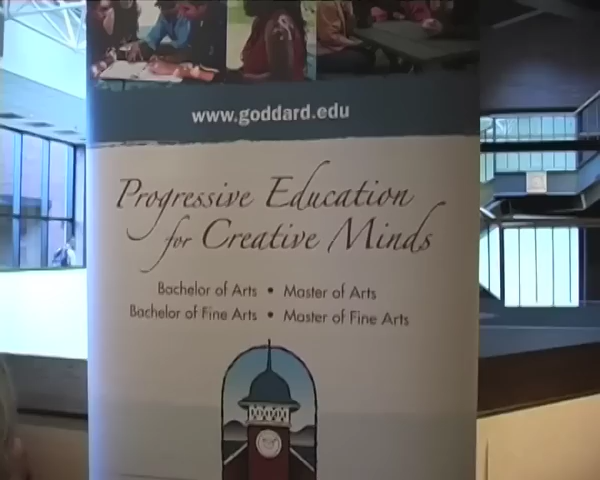 www.goddard.edu
Progressive Education
for Creative Minds
Bachelor of Arts • Master of Arts
Bachelor of Fine Arts • Master of Fine Arts